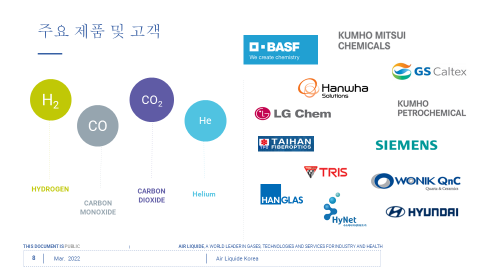 주요 제품 및 고객
H2
CO
CO2
He
HYDROGEN
CARBON
MONOXIDE
CARBON
DIOXIDE
Helium
BASF
We create chemistry
KUMHO MITSUI
CHEMICALS
GS Caltex
Hanwha
Solutions
LG Chem
KUMHO
PETROCHEMICAL
TAIHAN
FIBEROPTICS
SIEMENS
TRIS
WONIK QnC
Quartz & Ceramics
HANGLAS
HyNet
HYUNDAI
THIS DOCUMENT IS PUBLIC
AIR LIQUIDE, A WORLD LEADER IN GASES, TECHNOLOGIES AND SERVICES FOR INDUSTRY AND HEALTH
8
Mar, 2022
Air Liquide Korea